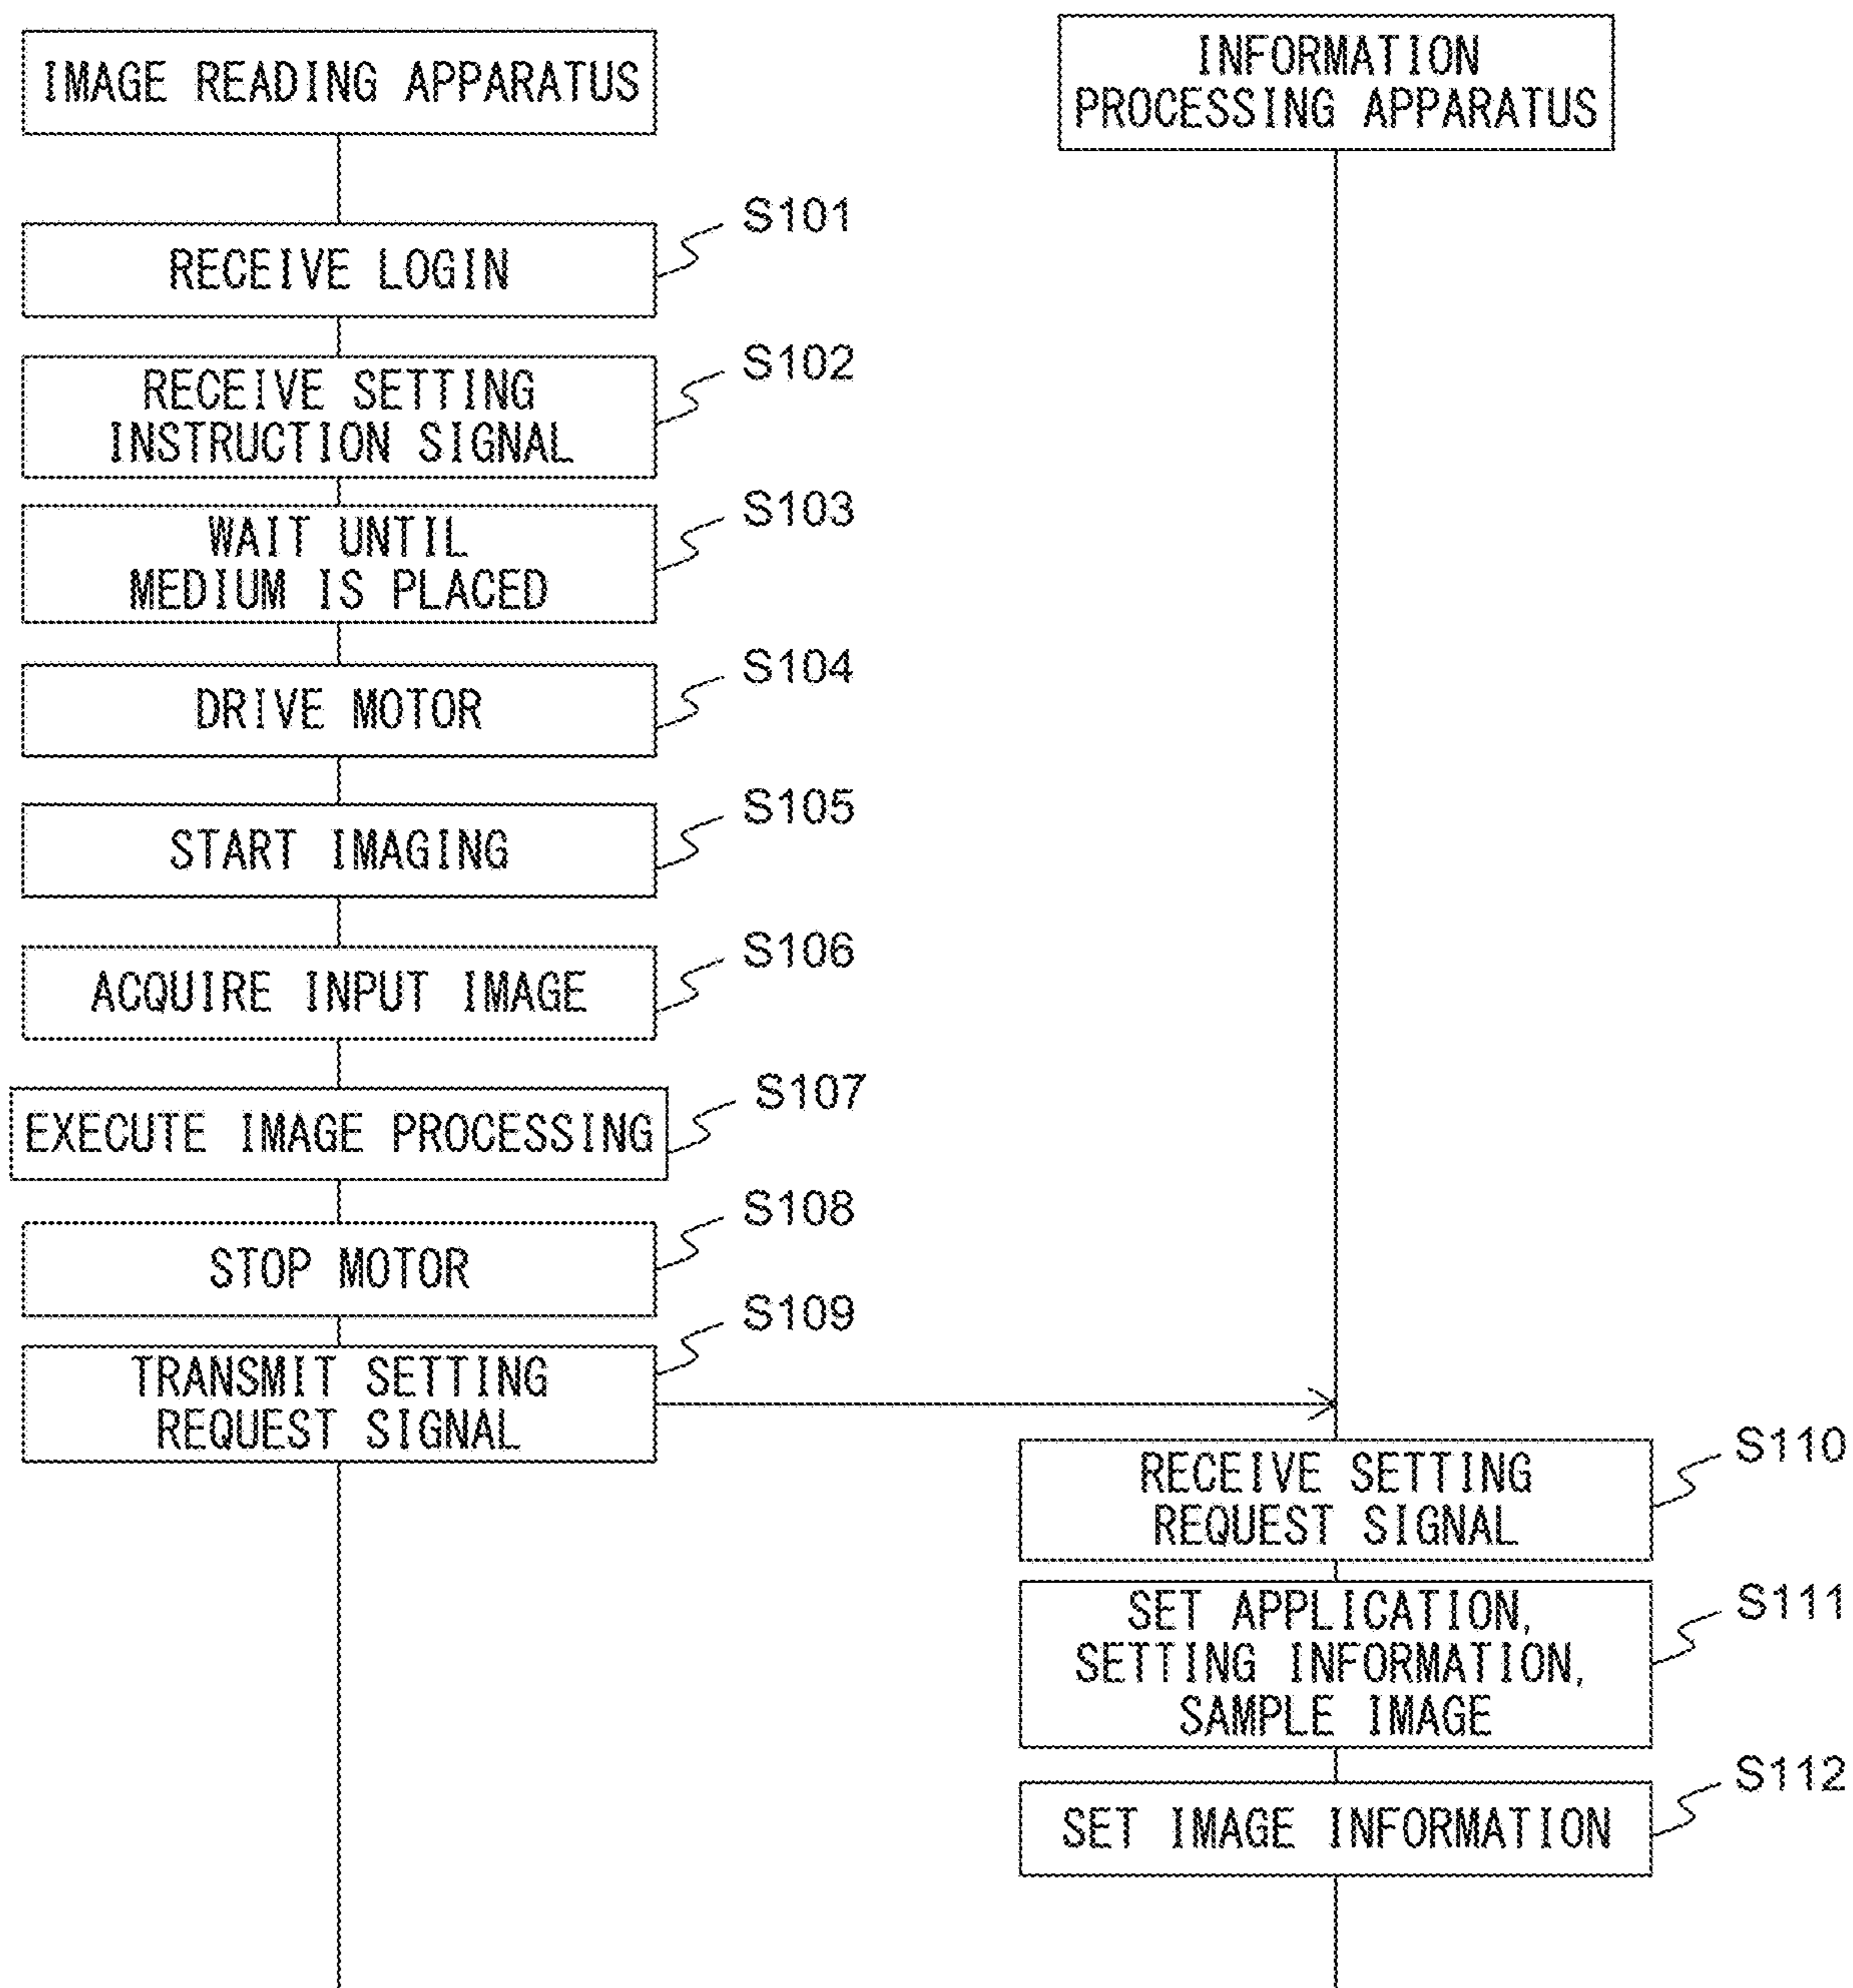 IMAGE READING APPARATUS
INFORMATION
PROCESSING APPARATUS
RECEIVE LOGIN
S101
RECEIVE SETTING
INSTRUCTION SIGNAL
S102
WAIT UNTIL
MEDIUM IS PLACED
S103
DRIVE MOTOR
S104
START IMAGING
S105
ACQUIRE INPUT IMAGE
S106
EXECUTE IMAGE PROCESSING
S107
STOP MOTOR
S108
TRANSMIT SETTING
REQUEST SIGNAL
S109
RECEIVE SETTING
REQUEST SIGNAL
S110
SET APPLICATION,
SETTING INFORMATION,
SAMPLE IMAGE
S111
SET IMAGE INFORMATION
S112